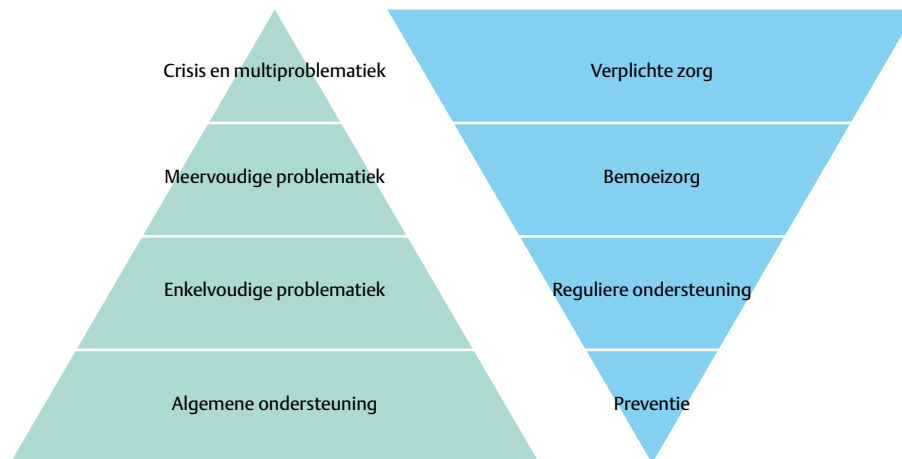 Crisis en multiproblematiek
Verplichte zorg
Meervoudige problematiek
Bemoeizorg
Enkelvoudige problematiek
Reguliere ondersteuning
Algemene ondersteuning
Preventie